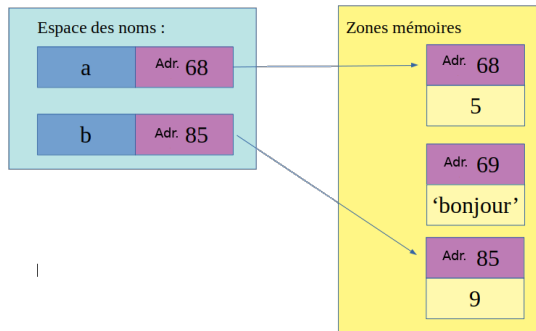 Espace des noms :
a Adr. 68
b Adr. 85
Zones mémoires
Adr. 68
5
Adr. 69
‘bonjour’
Adr. 85
9